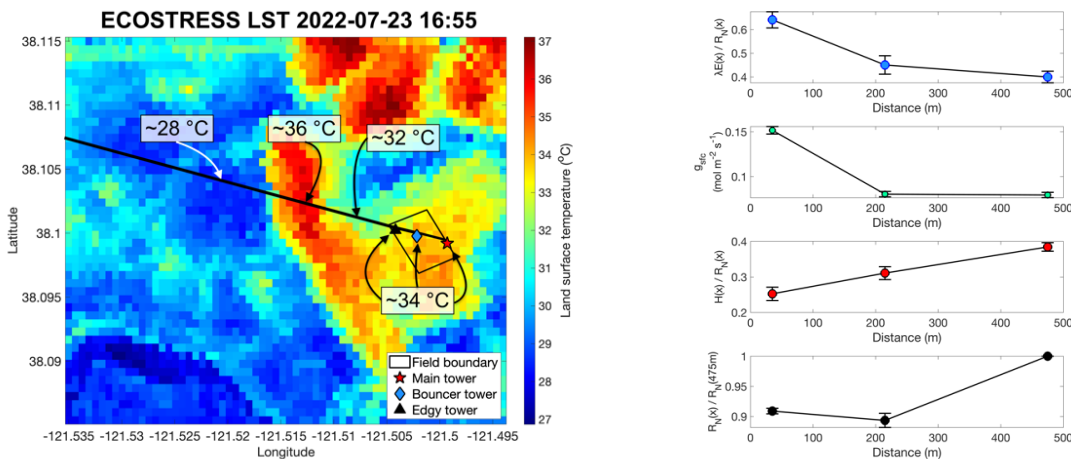 ECOSTRESS LST 2022-07-23 16:55
38.115
38.11
38.105
38.1
38.095
38.09
Latitude
~28 °C
~36 °C
~32 °C
~34 °C
Field boundary
Main tower
Bouncer tower
Edgy tower
-121.535 -121.53 -121.525 -121.52 -121.515 -121.51 -121.505 -121.5 -121.495
Longitude
37
36
35
34
33
32
31
30
29
28
27
Land surface temperature (°C)
λE(x) / R_N(x)
0.6
0.5
0.4
0 100 200 300 400 500
Distance (m)
g_sfc
(mol m⁻² s⁻¹)
0.15
0.1
0 100 200 300 400 500
Distance (m)
H(x) / R_N(x)
0.4
0.3
0.2
0 100 200 300 400 500
Distance (m)
R_N(x) / R_N(475m)
1
0.95
0.9
0 100 200 300 400 500
Distance (m)